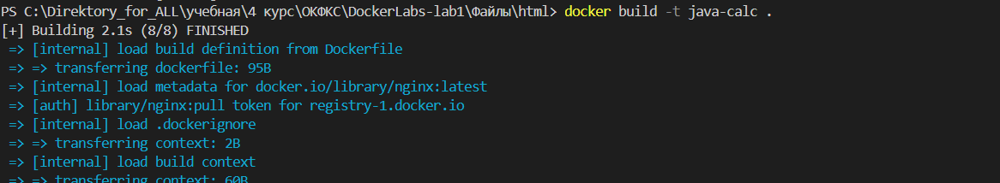 PS C:\Direktory_for_ALL\учебная\4 курс\ОКФКС\DockerLabs-lab1\Файлы\html> docker build -t java-calc .
[+] Building 2.1s (8/8) FINISHED
=> [internal] load build definition from Dockerfile
=> => transferring dockerfile: 95B
=> [internal] load metadata for docker.io/library/nginx:latest
=> [auth] library/nginx:pull token for registry-1.docker.io
=> [internal] load .dockerignore
=> => transferring context: 2B
=> [internal] load build context
=> => transferring context: 60B